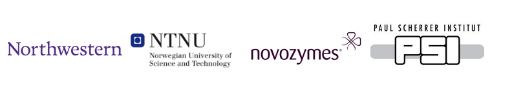 Northwestern
NTNU
Norwegian University of
Science and Technology
novozymes
PAUL SCHERRER INSTITUT
PSI